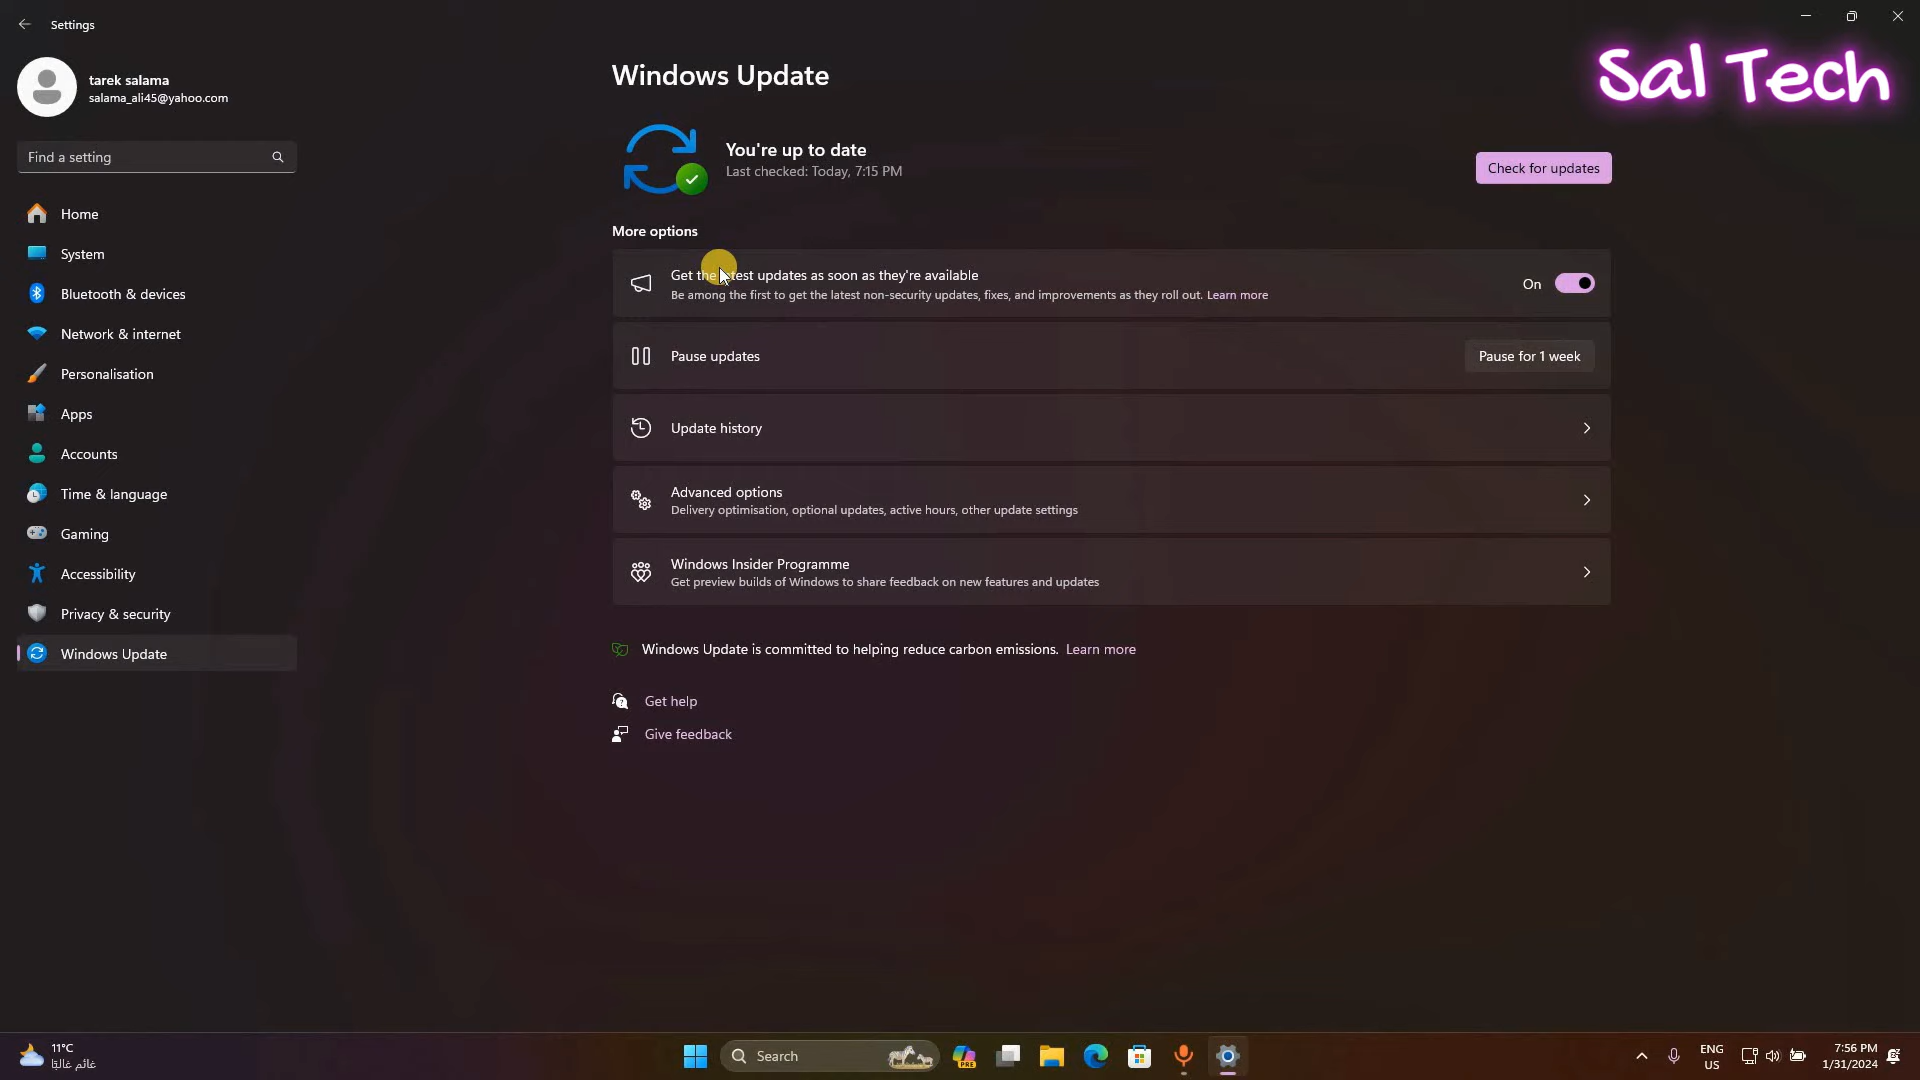 Settings
Sal Tech
tarek salama
salama_ali45@yahoo.com
Find a setting
Home
System
Bluetooth & devices
Network & internet
Personalisation
Apps
Accounts
Time & language
Gaming
Accessibility
Privacy & security
Windows Update
Windows Update
You're up to date
Last checked: Today, 7:15 PM
Check for updates
More options
Get the latest updates as soon as they're available
Be among the first to get the latest non-security updates, fixes, and improvements as they roll out. Learn more
On
Pause updates
Pause for 1 week
Update history
Advanced options
Delivery optimisation, optional updates, active hours, other update settings
Windows Insider Programme
Get preview builds of Windows to share feedback on new features and updates
Windows Update is committed to helping reduce carbon emissions. Learn more
Get help
Give feedback
11°C
غائم غالبًا
Search
PRE
ENG
US
7:56 PM
1/31/2024